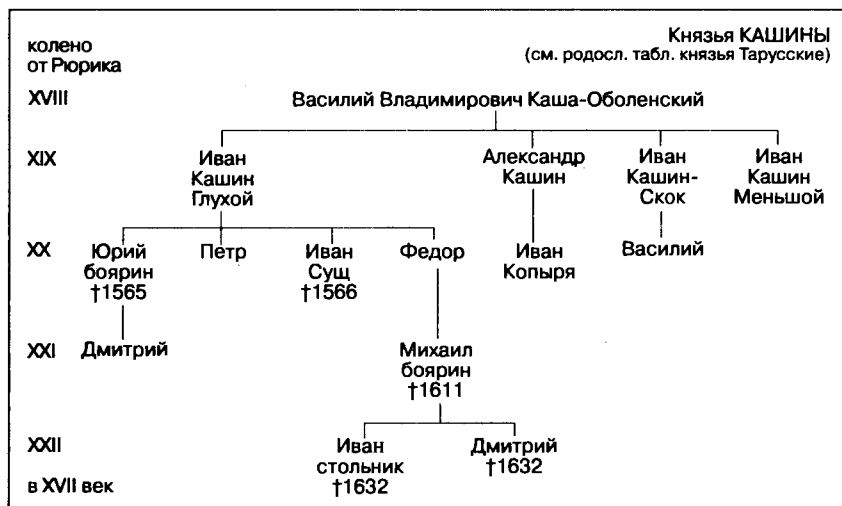 Князья КАШИНЫ
колено
(см. родосл. табл. князья Тарусские)
от Рюрика
XVIII Василий Владимирович Каша-Оболенский
XIX Иван Александр Иван Иван
Кашин Кашин Кашин- Кашин
Глухой Скок Меньшой
XX Юрий Петр Иван Федор Иван Василий
боярин Сущ Копыря
†1565 †1566
XXI Дмитрий Михаил
боярин
†1611
XXII Иван Дмитрий
стольник †1632
†1632
в XVII век